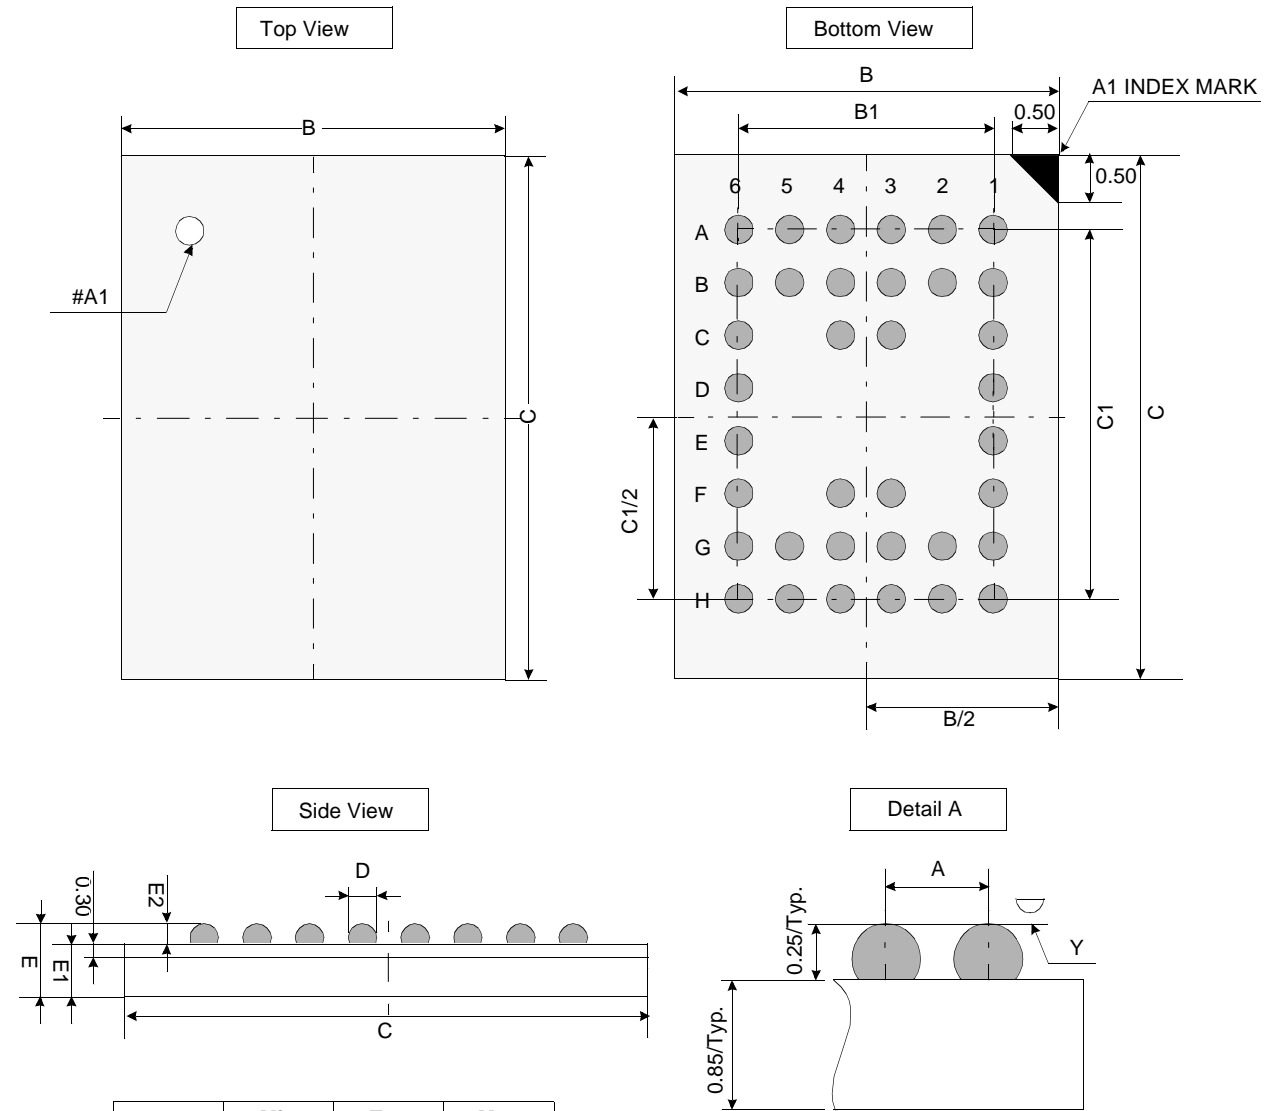 Top View
Bottom View
B
B
A1 INDEX MARK
B1
0.50
0.50
6 5 4 3 2 1
A
B
C
D
E
F
G
H
#A1
C
C1
C
C1/2
B/2
Side View
Detail A
D
A
0.30
E2
E
E1
C
0.25/Typ.
Y
0.85/Typ.